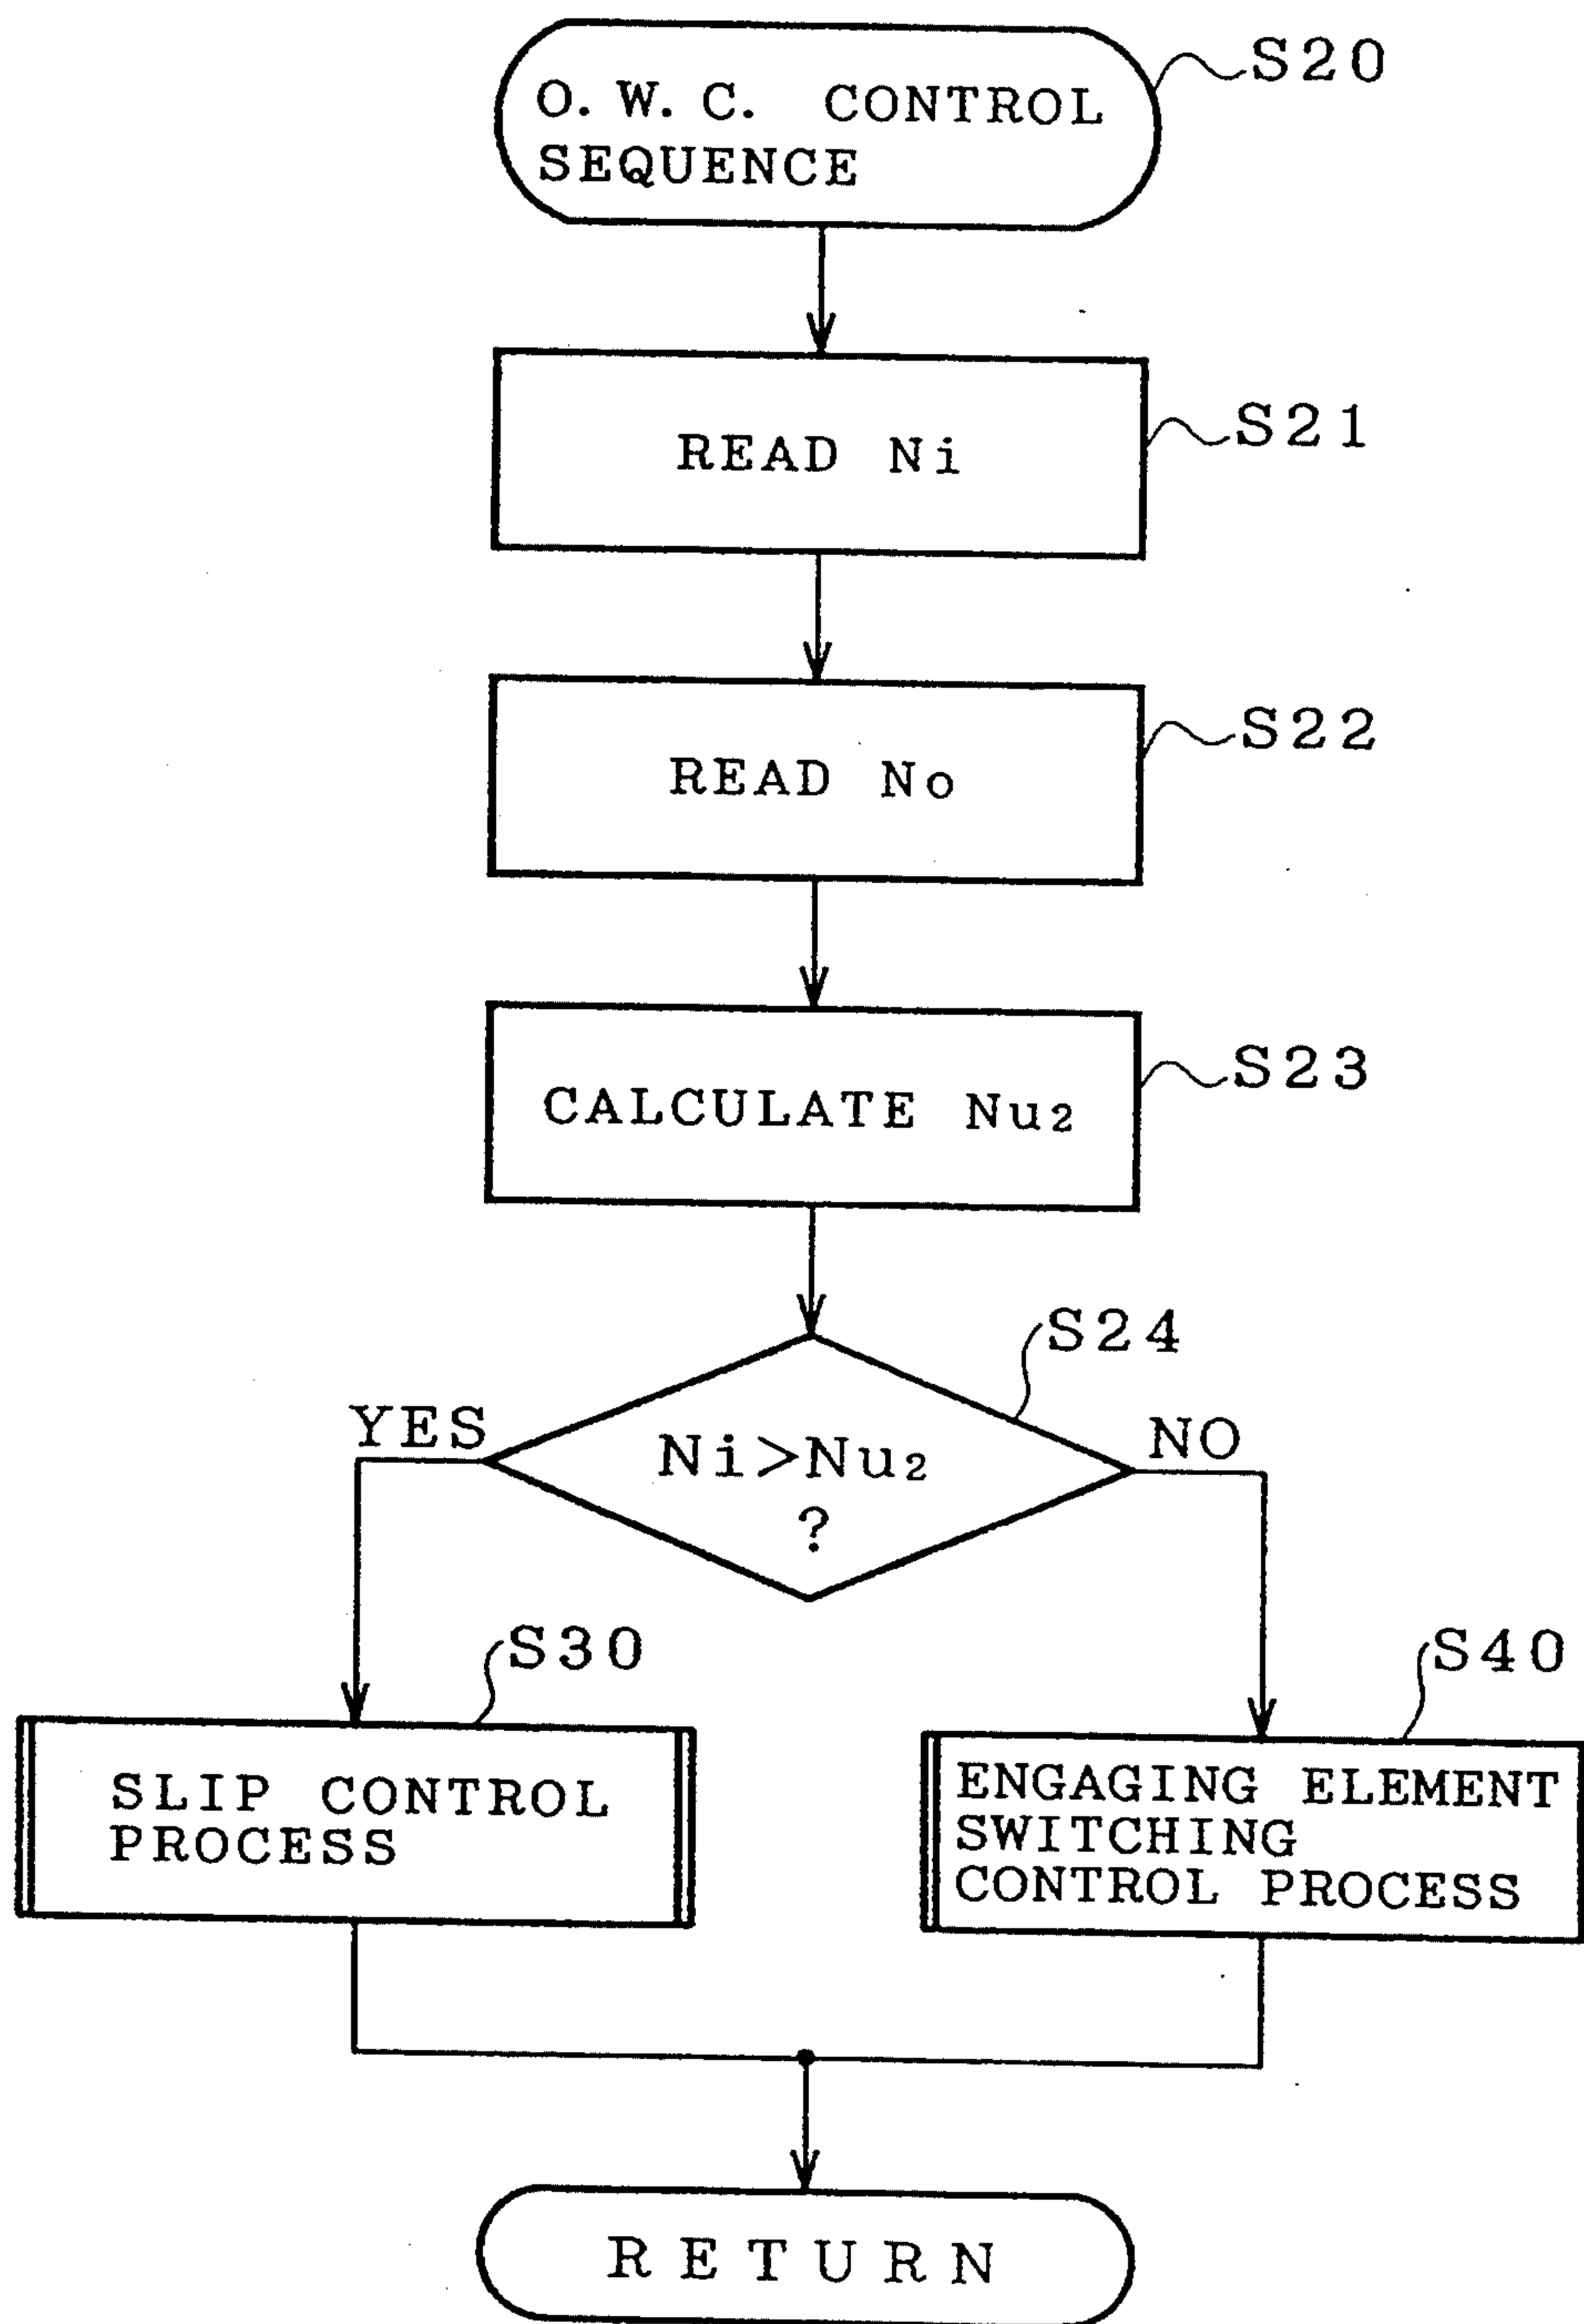 O. W. C. CONTROL
SEQUENCE
S20
READ Ni
S21
READ No
S22
CALCULATE Nu₂
S23
S24
YES
Ni>Nu₂
?
NO
S30
SLIP CONTROL
PROCESS
S40
ENGAGING ELEMENT
SWITCHING
CONTROL PROCESS
RETURN